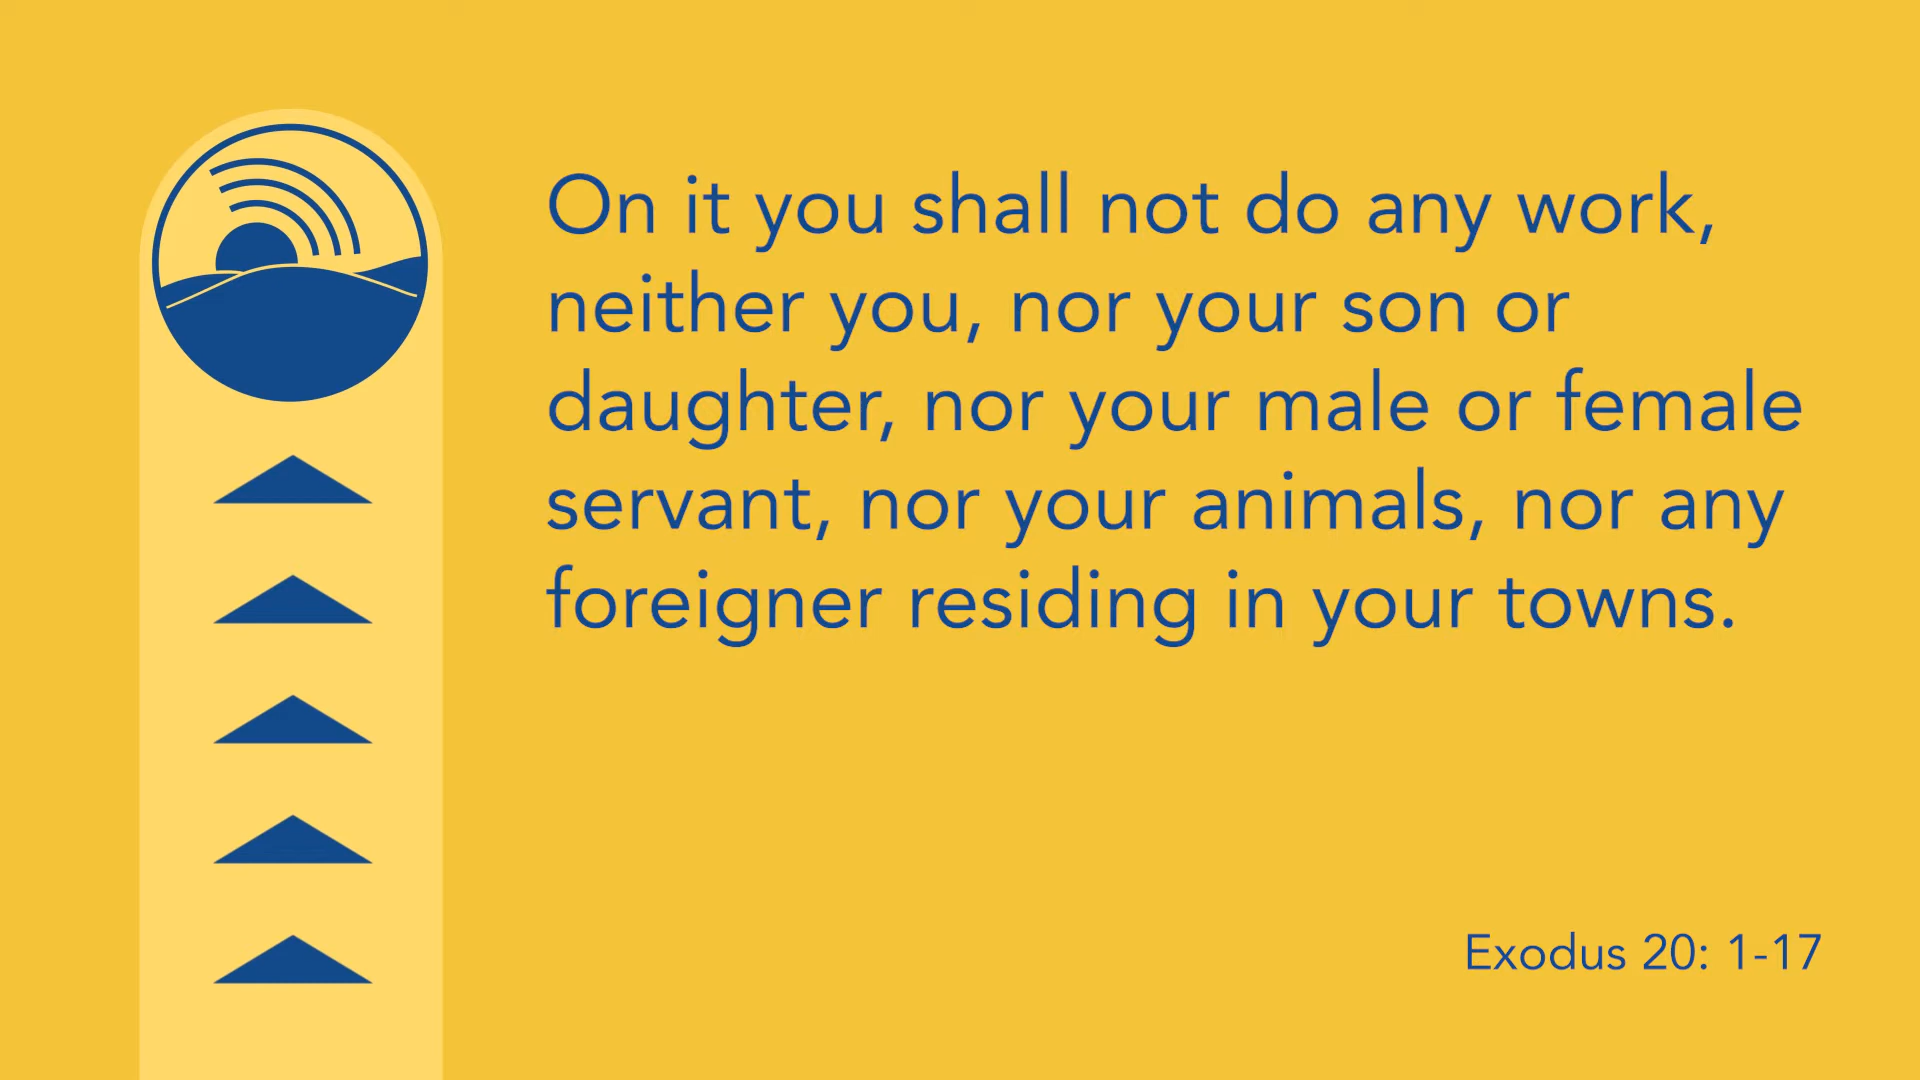 On it you shall not do any work,
neither you, nor your son or
daughter, nor your male or female
servant, nor your animals, nor any
foreigner residing in your towns.
Exodus 20: 1-17